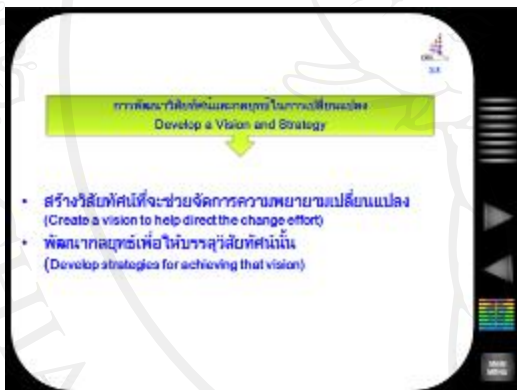 การพัฒนาวิสัยทัศน์และกลยุทธ์ในการเปลี่ยนแปลง
Develop a Vision and Strategy
• สร้างวิสัยทัศน์ที่จะช่วยจัดการความพยายามเปลี่ยนแปลง
(Create a vision to help direct the change effort)
• พัฒนากลยุทธ์เพื่อให้บรรลุวิสัยทัศน์นั้น
(Develop strategies for achieving that vision)
MAIN
MENU